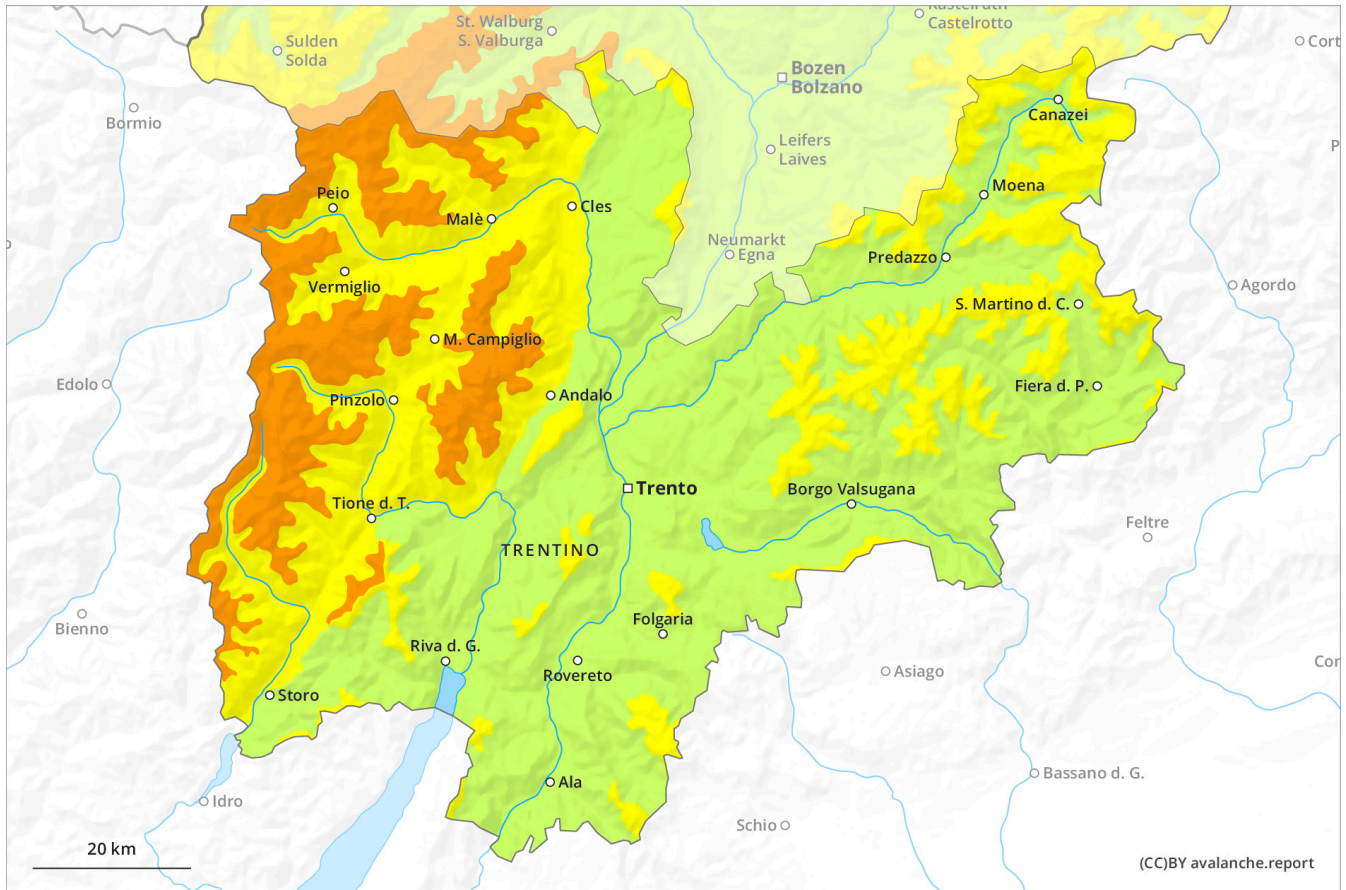 Kastelruth
Castelrotto
St. Walburg
S. Valburga
Sulden
Solda
Cort
Bozen
Bolzano
Bormio
Canazei
Leifers
Laives
Peio
Moena
Malè
Cles
Neumarkt
Egna
Predazzo
Vermiglio
Agordo
S. Martino d. C.
M. Campiglio
Edolo
Pinzolo
Andalo
Fiera d. P.
Trento
Borgo Valsugana
Tione d. T.
Feltre
TRENTINO
Bienno
Folgaria
Riva d. G.
Rovereto
Asiago
Cor
Storo
Ala
Bassano d. G.
Idro
Schio
20 km
(CC)BY avalanche.report